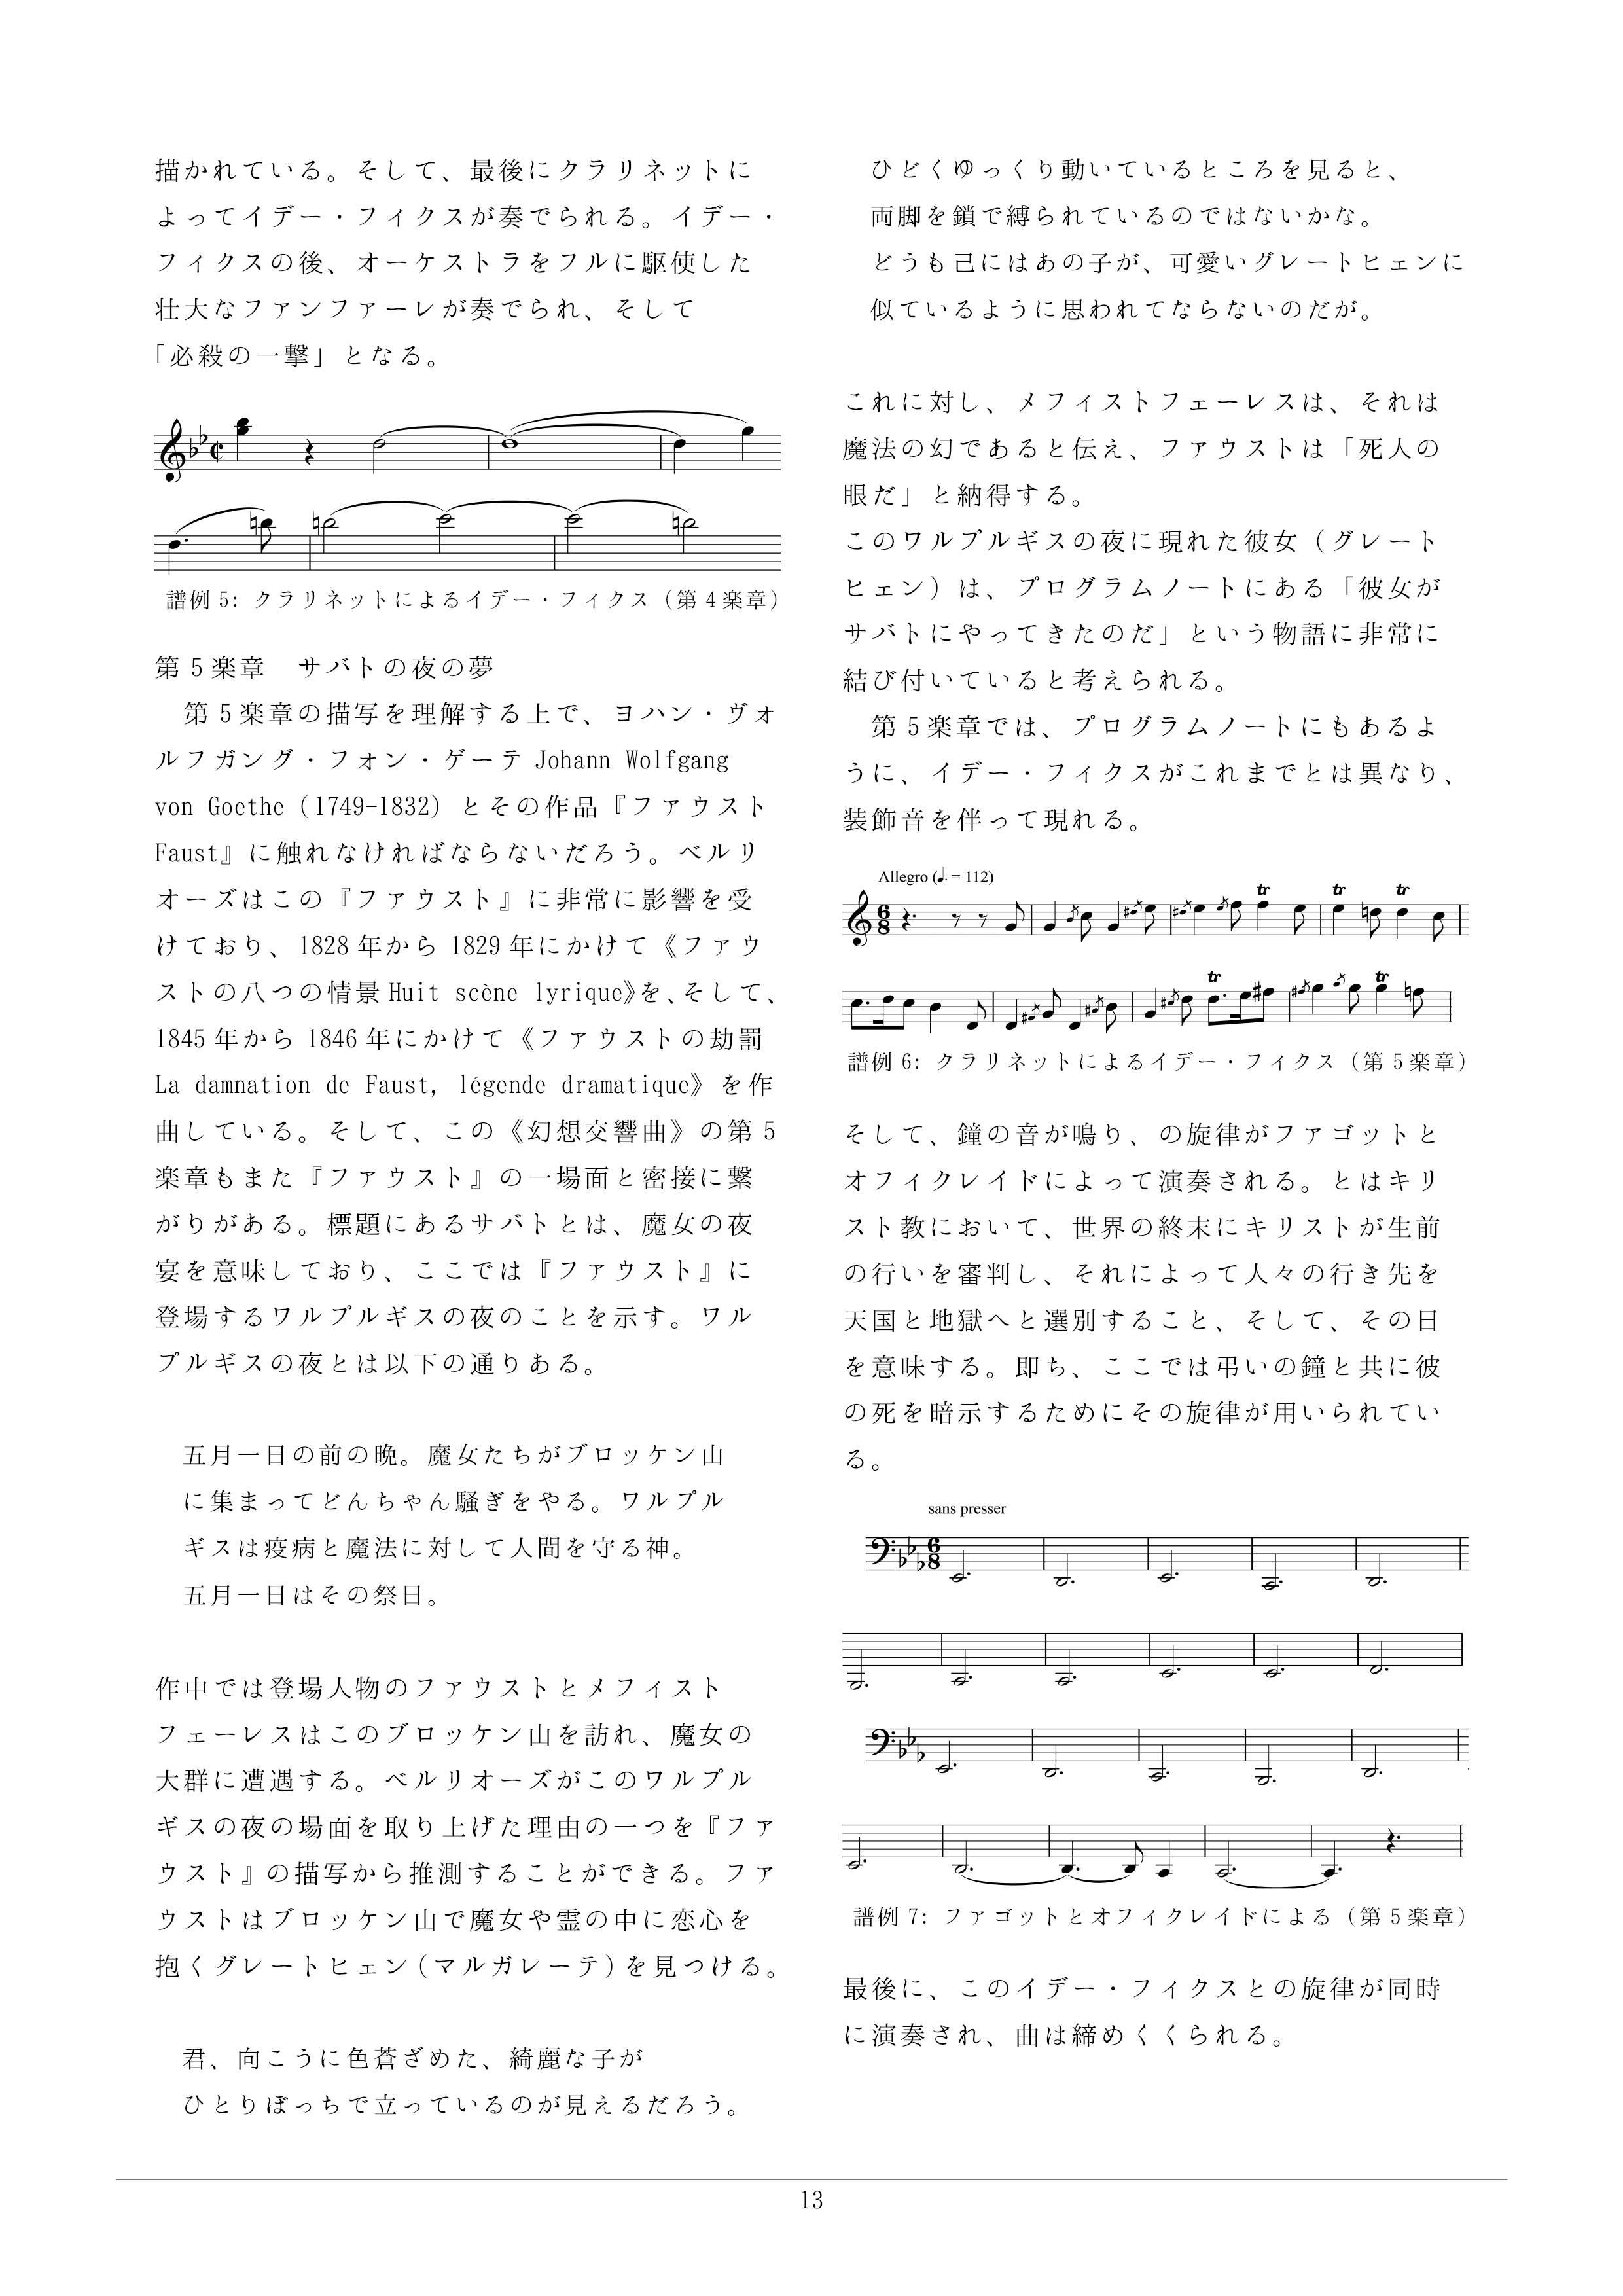 描かれている。そして、最後にクラリネットに
よってイデー・フィクスが奏でられる。イデー・
フィクスの後、オーケストラをフルに駆使した
壮大なファンファーレが奏でられ、そして
「必殺の一撃」となる。
譜例 5: クラリネットによるイデー・フィクス（第 4 楽章）
第 5 楽章　サバトの夜の夢
　第 5 楽章の描写を理解する上で、ヨハン・ヴォ
ルフガング・フォン・ゲーテ Johann Wolfgang
von Goethe（1749-1832）とその作品『ファウスト
Faust』に触れなければならないだろう。ベルリ
オーズはこの『ファウスト』に非常に影響を受
けており、1828 年から 1829 年にかけて《ファウ
ストの八つの情景 Huit scène lyrique》を、そして、
1845 年から 1846 年にかけて《ファウストの劫罰
La damnation de Faust, légende dramatique》を作
曲している。そして、この《幻想交響曲》の第 5
楽章もまた『ファウスト』の一場面と密接に繋
がりがある。標題にあるサバトとは、魔女の夜
宴を意味しており、ここでは『ファウスト』に
登場するワルプルギスの夜のことを示す。ワル
プルギスの夜とは以下の通りある。
五月一日の前の晩。魔女たちがブロッケン山
に集まってどんちゃん騒ぎをやる。ワルプル
ギスは疫病と魔法に対して人間を守る神。
五月一日はその祭日。
作中では登場人物のファウストとメフィスト
フェーレスはこのブロッケン山を訪れ、魔女の
大群に遭遇する。ベルリオーズがこのワルプル
ギスの夜の場面を取り上げた理由の一つを『ファ
ウスト』の描写から推測することができる。ファ
ウストはブロッケン山で魔女や霊の中に恋心を
抱くグレートヒェン（マルガレーテ）を見つける。
君、向こうに色蒼ざめた、綺麗な子が
ひとりぼっちで立っているのが見えるだろう。
ひどくゆっくり動いているところを見ると、
両脚を鎖で縛られているのではないかな。
どうも己にはあの子が、可愛いグレートヒェンに
似ているように思われてならないのだが。
これに対し、メフィストフェーレスは、それは
魔法の幻であると伝え、ファウストは「死人の
眼だ」と納得する。
このワルプルギスの夜に現れた彼女（グレート
ヒェン）は、プログラムノートにある「彼女が
サバトにやってきたのだ」という物語に非常に
結び付いていると考えられる。
　第 5 楽章では、プログラムノートにもあるよ
うに、イデー・フィクスがこれまでとは異なり、
装飾音を伴って現れる。
Allegro (♩. = 112)
6
8
tr tr tr
tr tr
譜例 6: クラリネットによるイデー・フィクス（第 5 楽章）
そして、鐘の音が鳴り、の旋律がファゴットと
オフィクレイドによって演奏される。とはキリ
スト教において、世界の終末にキリストが生前
の行いを審判し、それによって人々の行き先を
天国と地獄へと選別すること、そして、その日
を意味する。即ち、ここでは弔いの鐘と共に彼
の死を暗示するためにその旋律が用いられてい
る。
sans presser
6
8
譜例 7: ファゴットとオフィクレイドによる（第 5 楽章）
最後に、このイデー・フィクスとの旋律が同時
に演奏され、曲は締めくくられる。
13